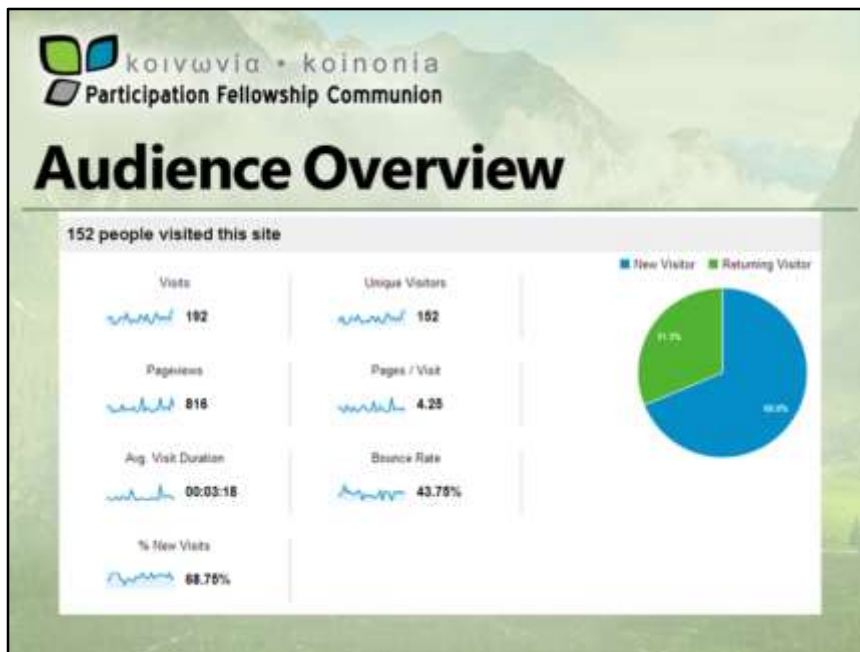 κοινωνία • koinonia
Participation Fellowship Communion
Audience Overview
152 people visited this site
New Visitor Returning Visitor
Visits
192
Unique Visitors
152
Pageviews
816
Pages / Visit
4.25
Avg. Visit Duration
00:03:18
Bounce Rate
43.75%
% New Visits
68.75%